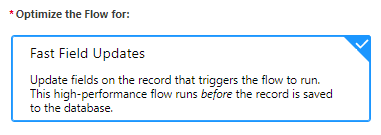 * Optimize the Flow for:
Fast Field Updates
Update fields on the record that triggers the flow to run.
This high-performance flow runs before the record is saved
to the database.